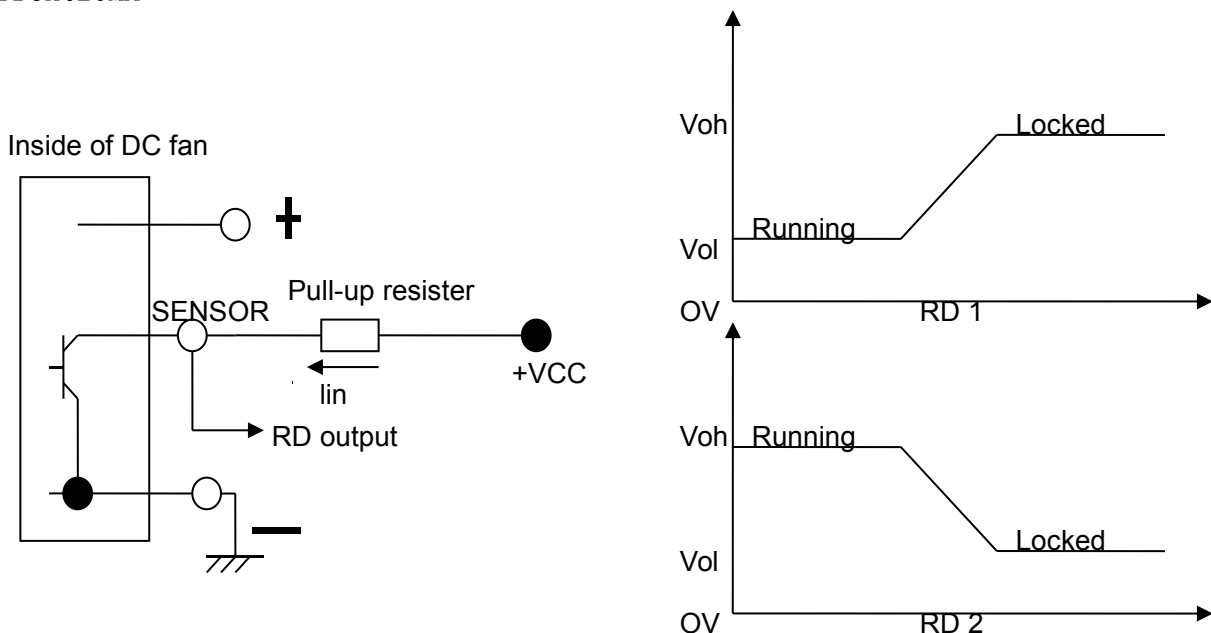 Inside of DC fan
+
SENSOR
Pull-up resister
+VCC
Iin
RD output
Voh
Locked
Running
Vol
OV
RD 1
Voh
Running
Locked
Vol
OV
RD 2